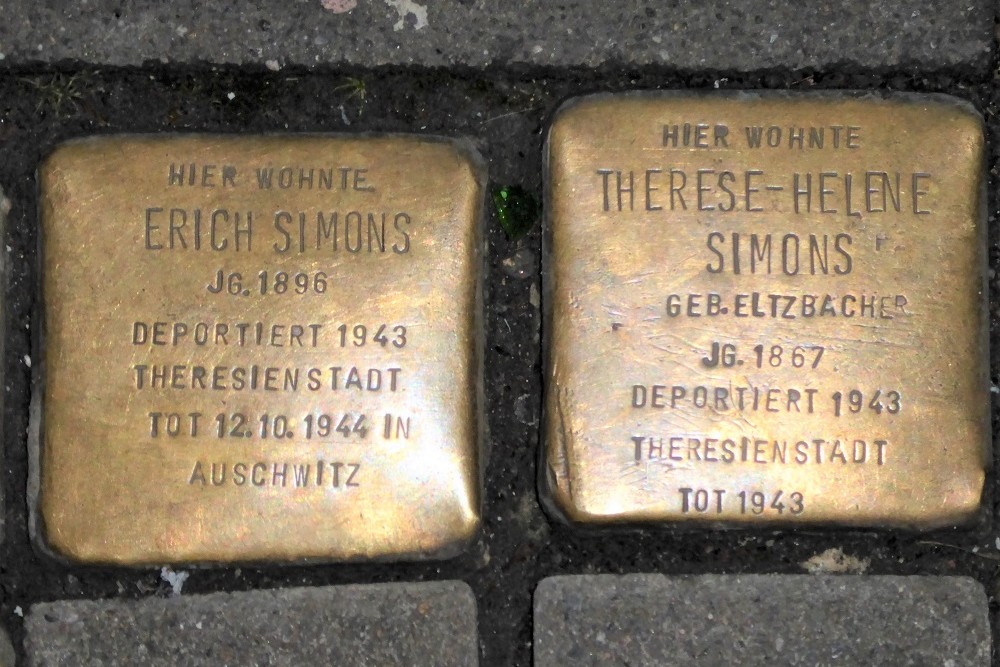 HIER WOHNTE
ERICH SIMONS
JG. 1896
DEPORTIERT 1943
THERESIENSTADT
TOT 12.10.1944 IN
AUSCHWITZ
HIER WOHNTE
THERESE-HELENE
SIMONS
GEB. ELTZBACHER
JG. 1867
DEPORTIERT 1943
THERESIENSTADT
TOT 1943